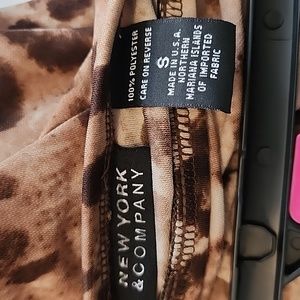 100% POLYESTER
CARE ON REVERSE
S
MADE IN U.S.A.
NORTHERN
MARIANA ISLANDS
OF IMPORTED
FABRIC
NEW YORK
& COMPANY